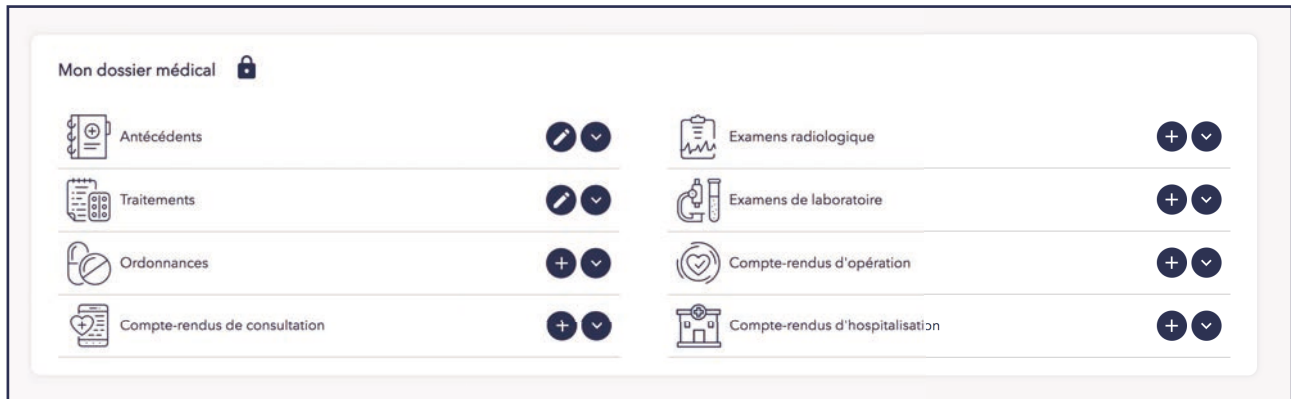 Mon dossier médical
Antécédents
Traitements
Ordonnances
Compte-rendus de consultation
Examens radiologique
Examens de laboratoire
Compte-rendus d'opération
Compte-rendus d'hospitalisation